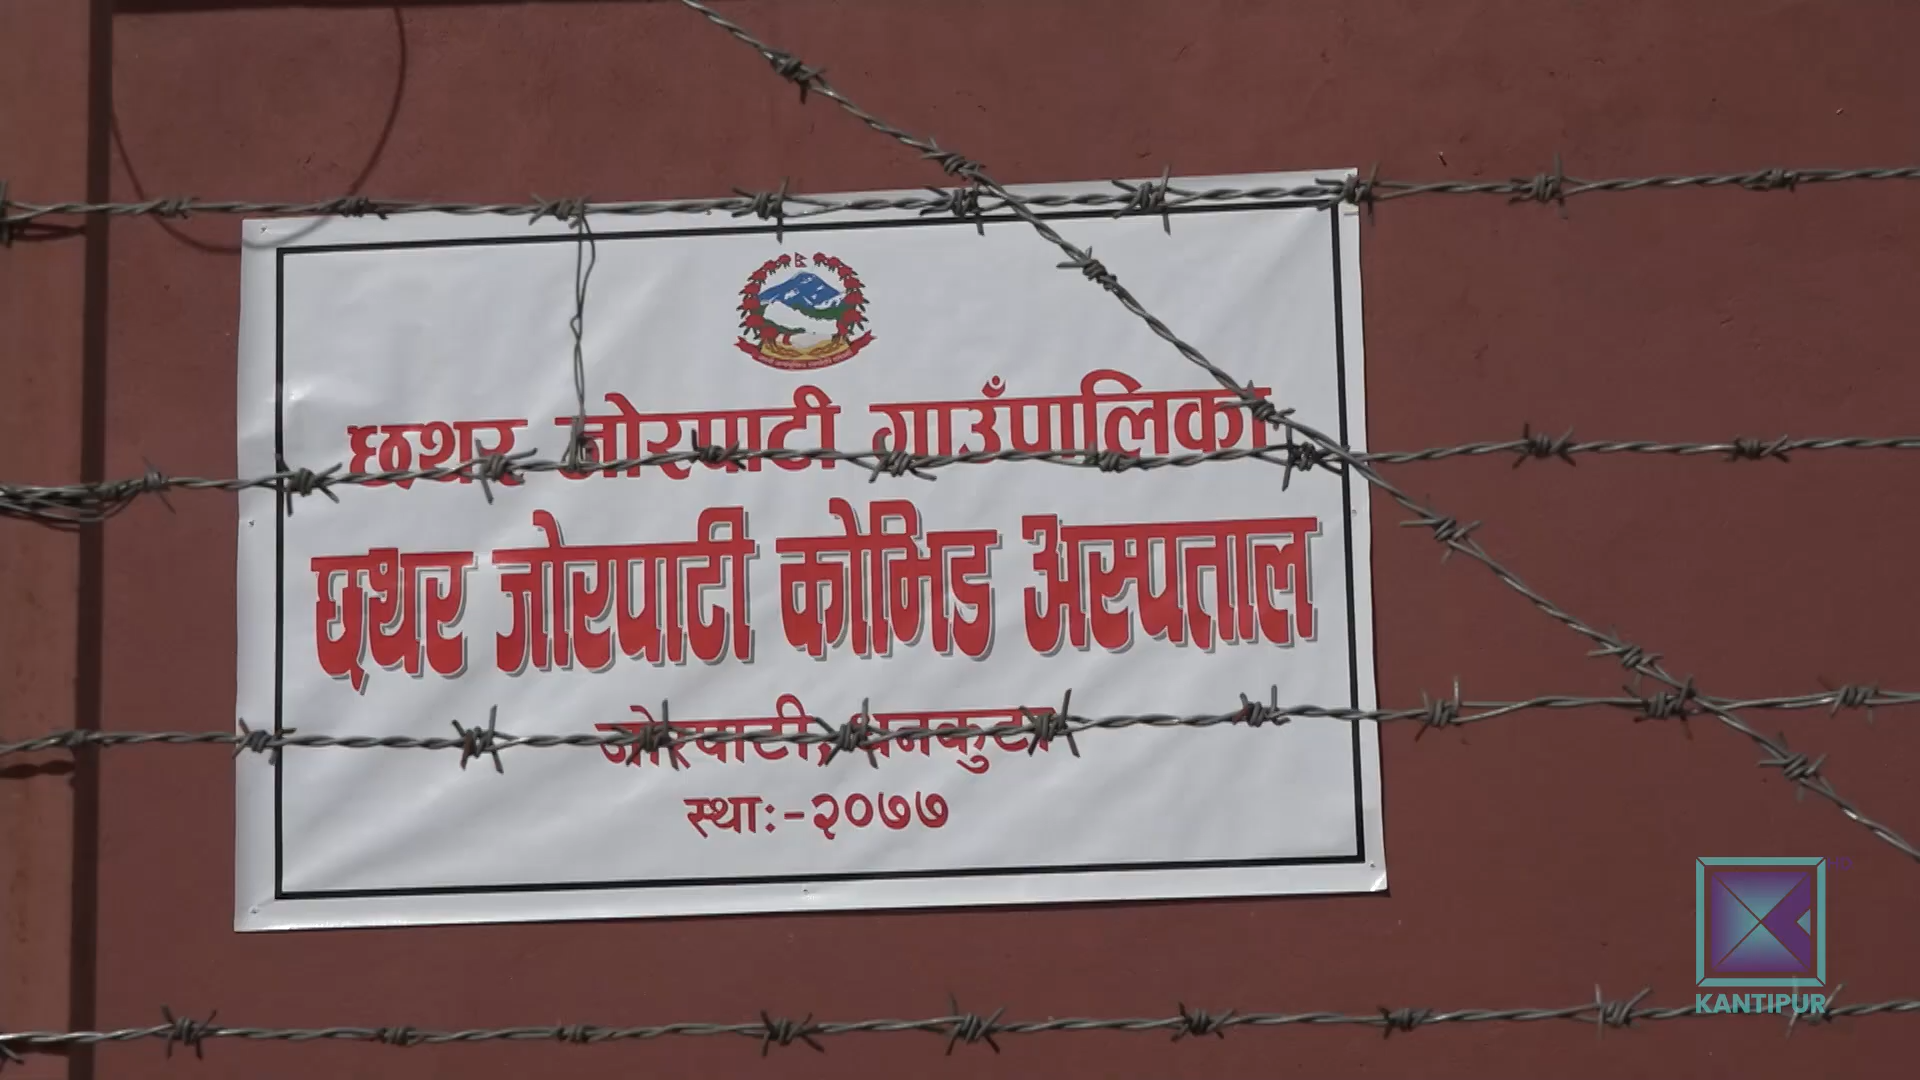 छथर जोरपाटी गाउँपालिका
छथर जोरपाटी कोभिड अस्पताल
जोरपाटी, धनकुटा
स्था:-२०७७
KANTIPUR